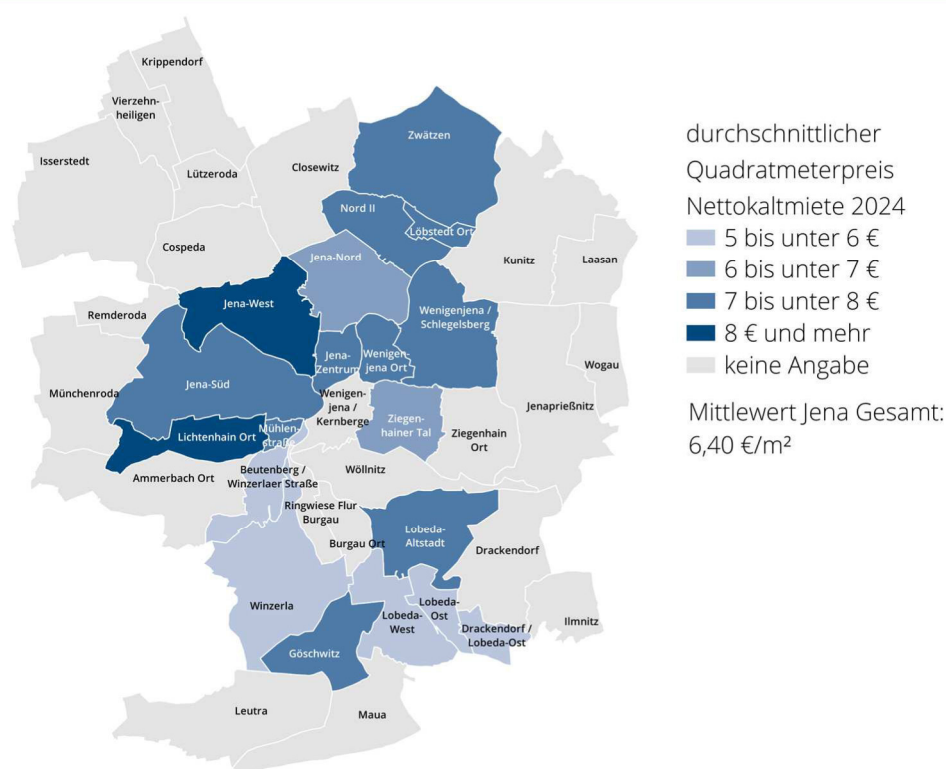 Krippendorf
Vierzehn-
heiligen
Isserstedt
Lützeroda
Closewitz
Zwätzen
Nord II
Löbstedt Ort
Cospeda
Jena-Nord
Kunitz
Laasan
Jena-West
Remderoda
Wenigenjena /
Schlegelsberg
Jena-
Zentrum
Wenigen-
jena Ort
Wogau
Münchenroda
Jena-Süd
Wenigen-
jena /
Kernberge
Jenaprießnitz
Ziegen-
hainer Tal
Ziegenhain
Ort
Lichtenhain Ort
Mühlen-
straße
Ammerbach Ort
Beutenberg /
Winzerlaer Straße
Wöllnitz
Ringwiese Flur
Burgau
Burgau Ort
Lobeda-
Altstadt
Drackendorf
Winzerla
Lobeda-
Ost
Lobeda-
West
Drackendorf /
Lobeda-Ost
Ilmnitz
Göschwitz
Leutra
Maua
durchschnittlicher
Quadratmeterpreis
Nettokaltmiete 2024
5 bis unter 6 €
6 bis unter 7 €
7 bis unter 8 €
8 € und mehr
keine Angabe
Mittlewert Jena Gesamt:
6,40 €/m²